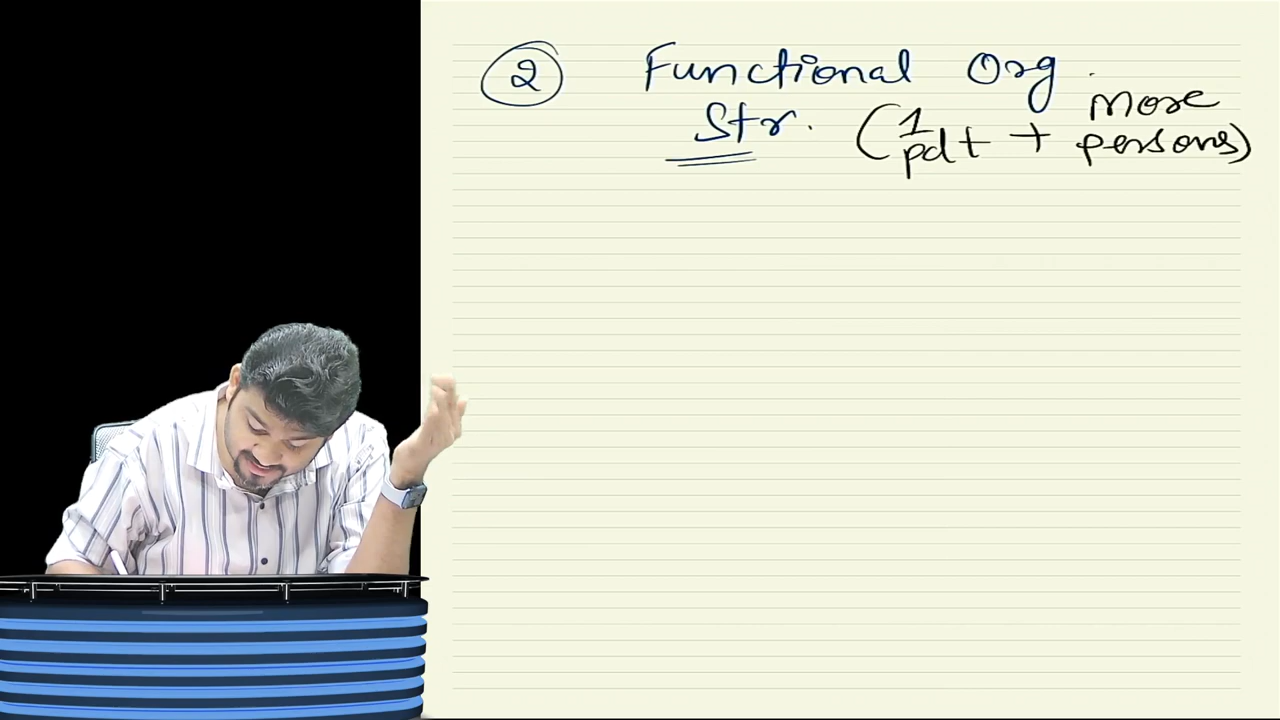 ② Functional Org.
Str. (1 pdt + more persons)